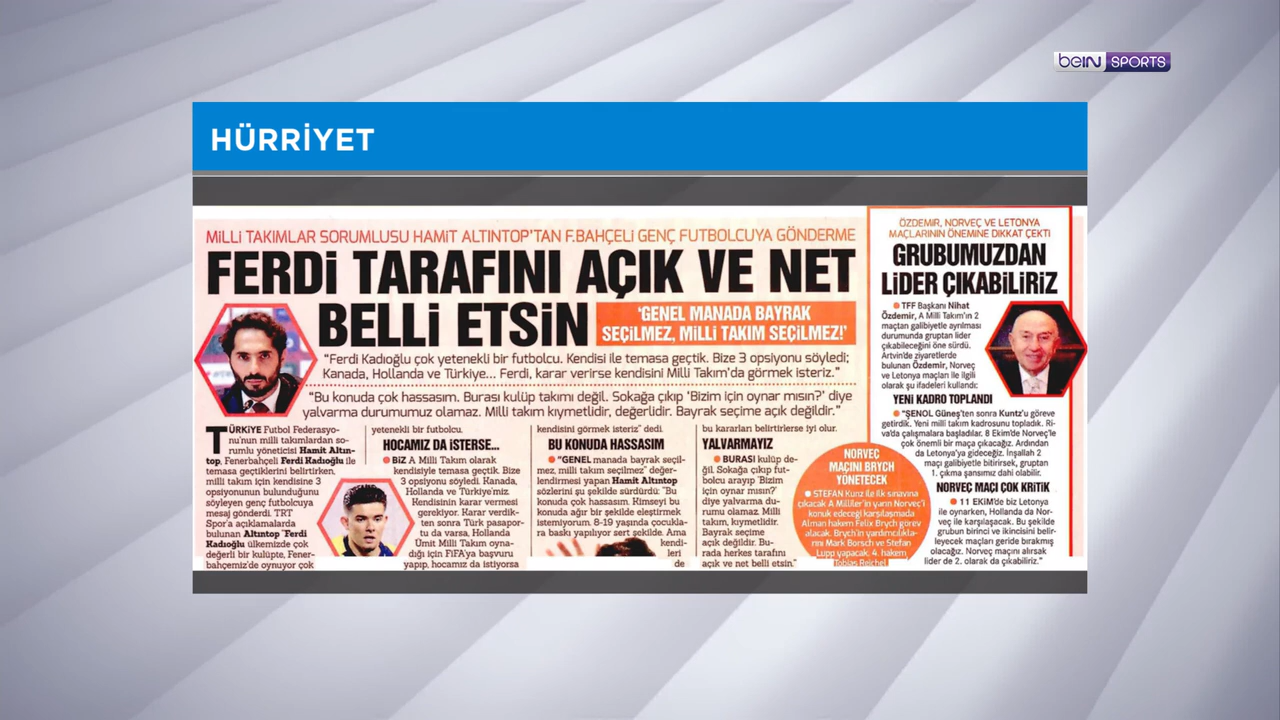 beIN SPORTS
HÜRRİYET
MİLLİ TAKIMLAR SORUMLUSU HAMİT ALTINTOP'TAN F.BAHÇELİ GENÇ FUTBOLCUYA GÖNDERME
FERDİ TARAFINI AÇIK VE NET
BELLİ ETSİN
'GENEL MANADA BAYRAK
SEÇİLMEZ, MİLLİ TAKIM SEÇİLMEZ!'
"Ferdi Kadıoğlu çok yetenekli bir futbolcu. Kendisi ile temasa geçtik. Bize 3 opsiyonu söyledi;
Kanada, Hollanda ve Türkiye... Ferdi, karar verirse kendisini Milli Takım'da görmek isteriz."
"Bu konuda çok hassasım. Burası kulüp takımı değil. Sokağa çıkıp 'Bizim için oynar mısın?' diye
yalvarma durumumuz olamaz. Milli takım kıymetlidir, değerlidir. Bayrak seçime açık değildir."
TÜRKİYE Futbol Federasyo-
nu'nun milli takımlardan so-
rumlu yöneticisi Hamit Altın-
top, Fenerbahçeli Ferdi Kadıoğlu ile
temasa geçtiklerini belirtirken,
milli takım için kendisine 3
opsiyonunun bulunduğunu
söyleyen genç futbolcuya
mesaj gönderdi. TRT
Spor'a açıklamalarda
bulunan Altıntop "Ferdi
Kadıoğlu ülkemizde çok
değerli bir kulüpte, Fener-
bahçemiz'de oynuyor çok
yetenekli bir futbolcu.
HOCAMIZ DA İSTERSE...
BİZ A Milli Takım olarak
kendisiyle temasa geçtik. Bize
3 opsiyonu söyledi. Kanada,
Hollanda ve Türkiye'miz.
Kendisinin karar vermesi
gerekiyor. Karar verdik-
ten sonra Türk pasapor-
tu da varsa, Hollanda
Ümit Milli Takım oyna-
dığı için FIFA'ya başvuru
yapıp, hocamız da istiyorsa
kendisini görmek isteriz" dedi.
BU KONUDA HASSASIM
"GENEL manada bayrak seçil-
mez, milli takım seçilmez" değer-
lendirmesi yapan Hamit Altıntop
sözlerini şu şekilde sürdürdü: "Bu
konuda çok hassasım. Kimseyi bu
konuda ağır bir şekilde eleştirmek
istemiyorum. 8-19 yaşında çocukla-
ra baskı yapılıyor sert şekilde. Ama
kendi-
leri
de
bu kararları belirtirlerse iyi olur.
YALVARMAYIZ
BURASI kulüp de-
ğil. Sokağa çıkıp fut-
bolcu arayıp 'Bizim
için oynar mısın?'
diye yalvarma du-
rumu olamaz. Milli
takım, kıymetlidir.
Bayrak seçime
açık değildir. Bu-
rada herkes tarafını
açık ve net belli etsin."
NORVEÇ
MAÇINI BRYCH
YÖNETECEK
STEFAN Kunz ile ilk sınavına
çıkacak A Milliler'in yarın Norveç'i
konuk edeceği karşılaşmada
Alman hakem Felix Brych görev
alacak. Brych'in yardımcılıkla-
rını Mark Borsch ve Stefan
Lupp yapacak. 4. hakem
Tobias Reichel
ÖZDEMİR, NORVEÇ VE LETONYA
MAÇLARININ ÖNEMİNE DİKKAT ÇEKTİ
GRUBUMUZDAN
LİDER ÇIKABİLİRİZ
TFF Başkanı Nihat
Özdemir, A Milli Takım'ın 2
maçtan galibiyetle ayrılması
durumunda gruptan lider
çıkabileceğini öne sürdü.
Artvin'de ziyaretlerde
bulunan Özdemir, Norveç
ve Letonya maçları ile ilgili
olarak şu ifadeleri kullandı:
YENİ KADRO TOPLANDI
"ŞENOL Güneş'ten sonra Kuntz'u göreve
getirdik. Yeni milli takım kadrosunu topladık. Ri-
va'da çalışmalara başladılar. 8 Ekim'de Norveç'le
çok önemli bir maça çıkacağız. Ardından
da Letonya'ya gideceğiz. İnşallah 2
maçı galibiyetle bitirirsek, gruptan
1. çıkma şansımız dahi olabilir.
NORVEÇ MAÇI ÇOK KRİTİK
11 EKİM'de biz Letonya
ile oynarken, Hollanda da Nor-
veç ile karşılaşacak. Bu şekilde
grubun birinci ve ikincisini belir-
leyecek maçları geride bırakmış
olacağız. Norveç maçını alırsak
lider de 2. olarak da çıkabiliriz."